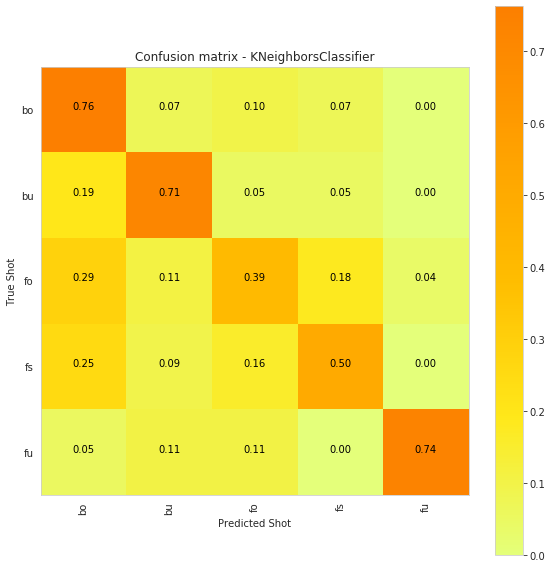 Confusion matrix - KNeighborsClassifier
True Shot
bo 0.76 0.07 0.10 0.07 0.00
bu 0.19 0.71 0.05 0.05 0.00
fo 0.29 0.11 0.39 0.18 0.04
fs 0.25 0.09 0.16 0.50 0.00
fu 0.05 0.11 0.11 0.00 0.74
bo bu fo fs fu
Predicted Shot
0.7
0.6
0.5
0.4
0.3
0.2
0.1
0.0